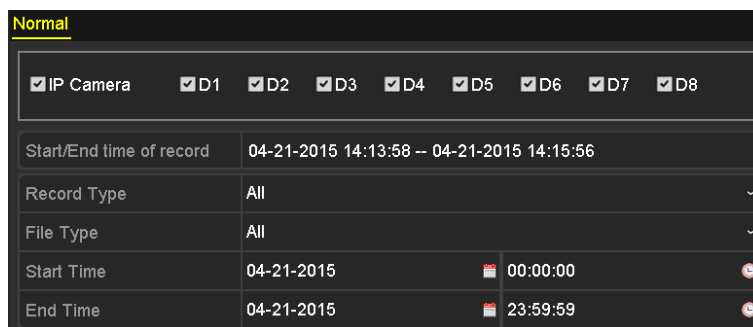 Normal
IP Camera D1 D2 D3 D4 D5 D6 D7 D8
Start/End time of record 04-21-2015 14:13:58 -- 04-21-2015 14:15:56
Record Type All
File Type All
Start Time 04-21-2015 00:00:00
End Time 04-21-2015 23:59:59